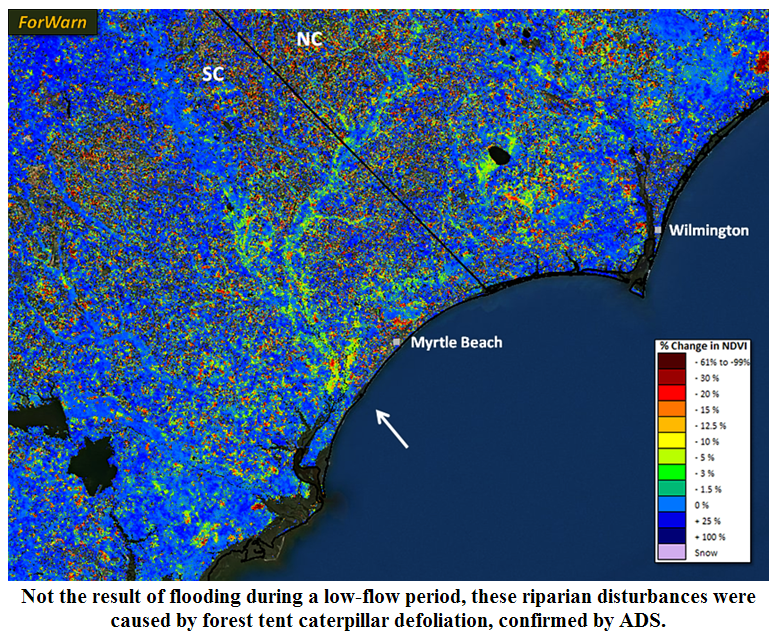 ForWarn
NC
SC
Wilmington
Myrtle Beach
% Change in NDVI
- 61% to -99%
- 30 %
- 20 %
- 15 %
- 12.5 %
- 10 %
- 5 %
- 3 %
- 1.5 %
0 %
+ 25 %
+ 100 %
Snow
Not the result of flooding during a low-flow period, these riparian disturbances were
caused by forest tent caterpillar defoliation, confirmed by ADS.